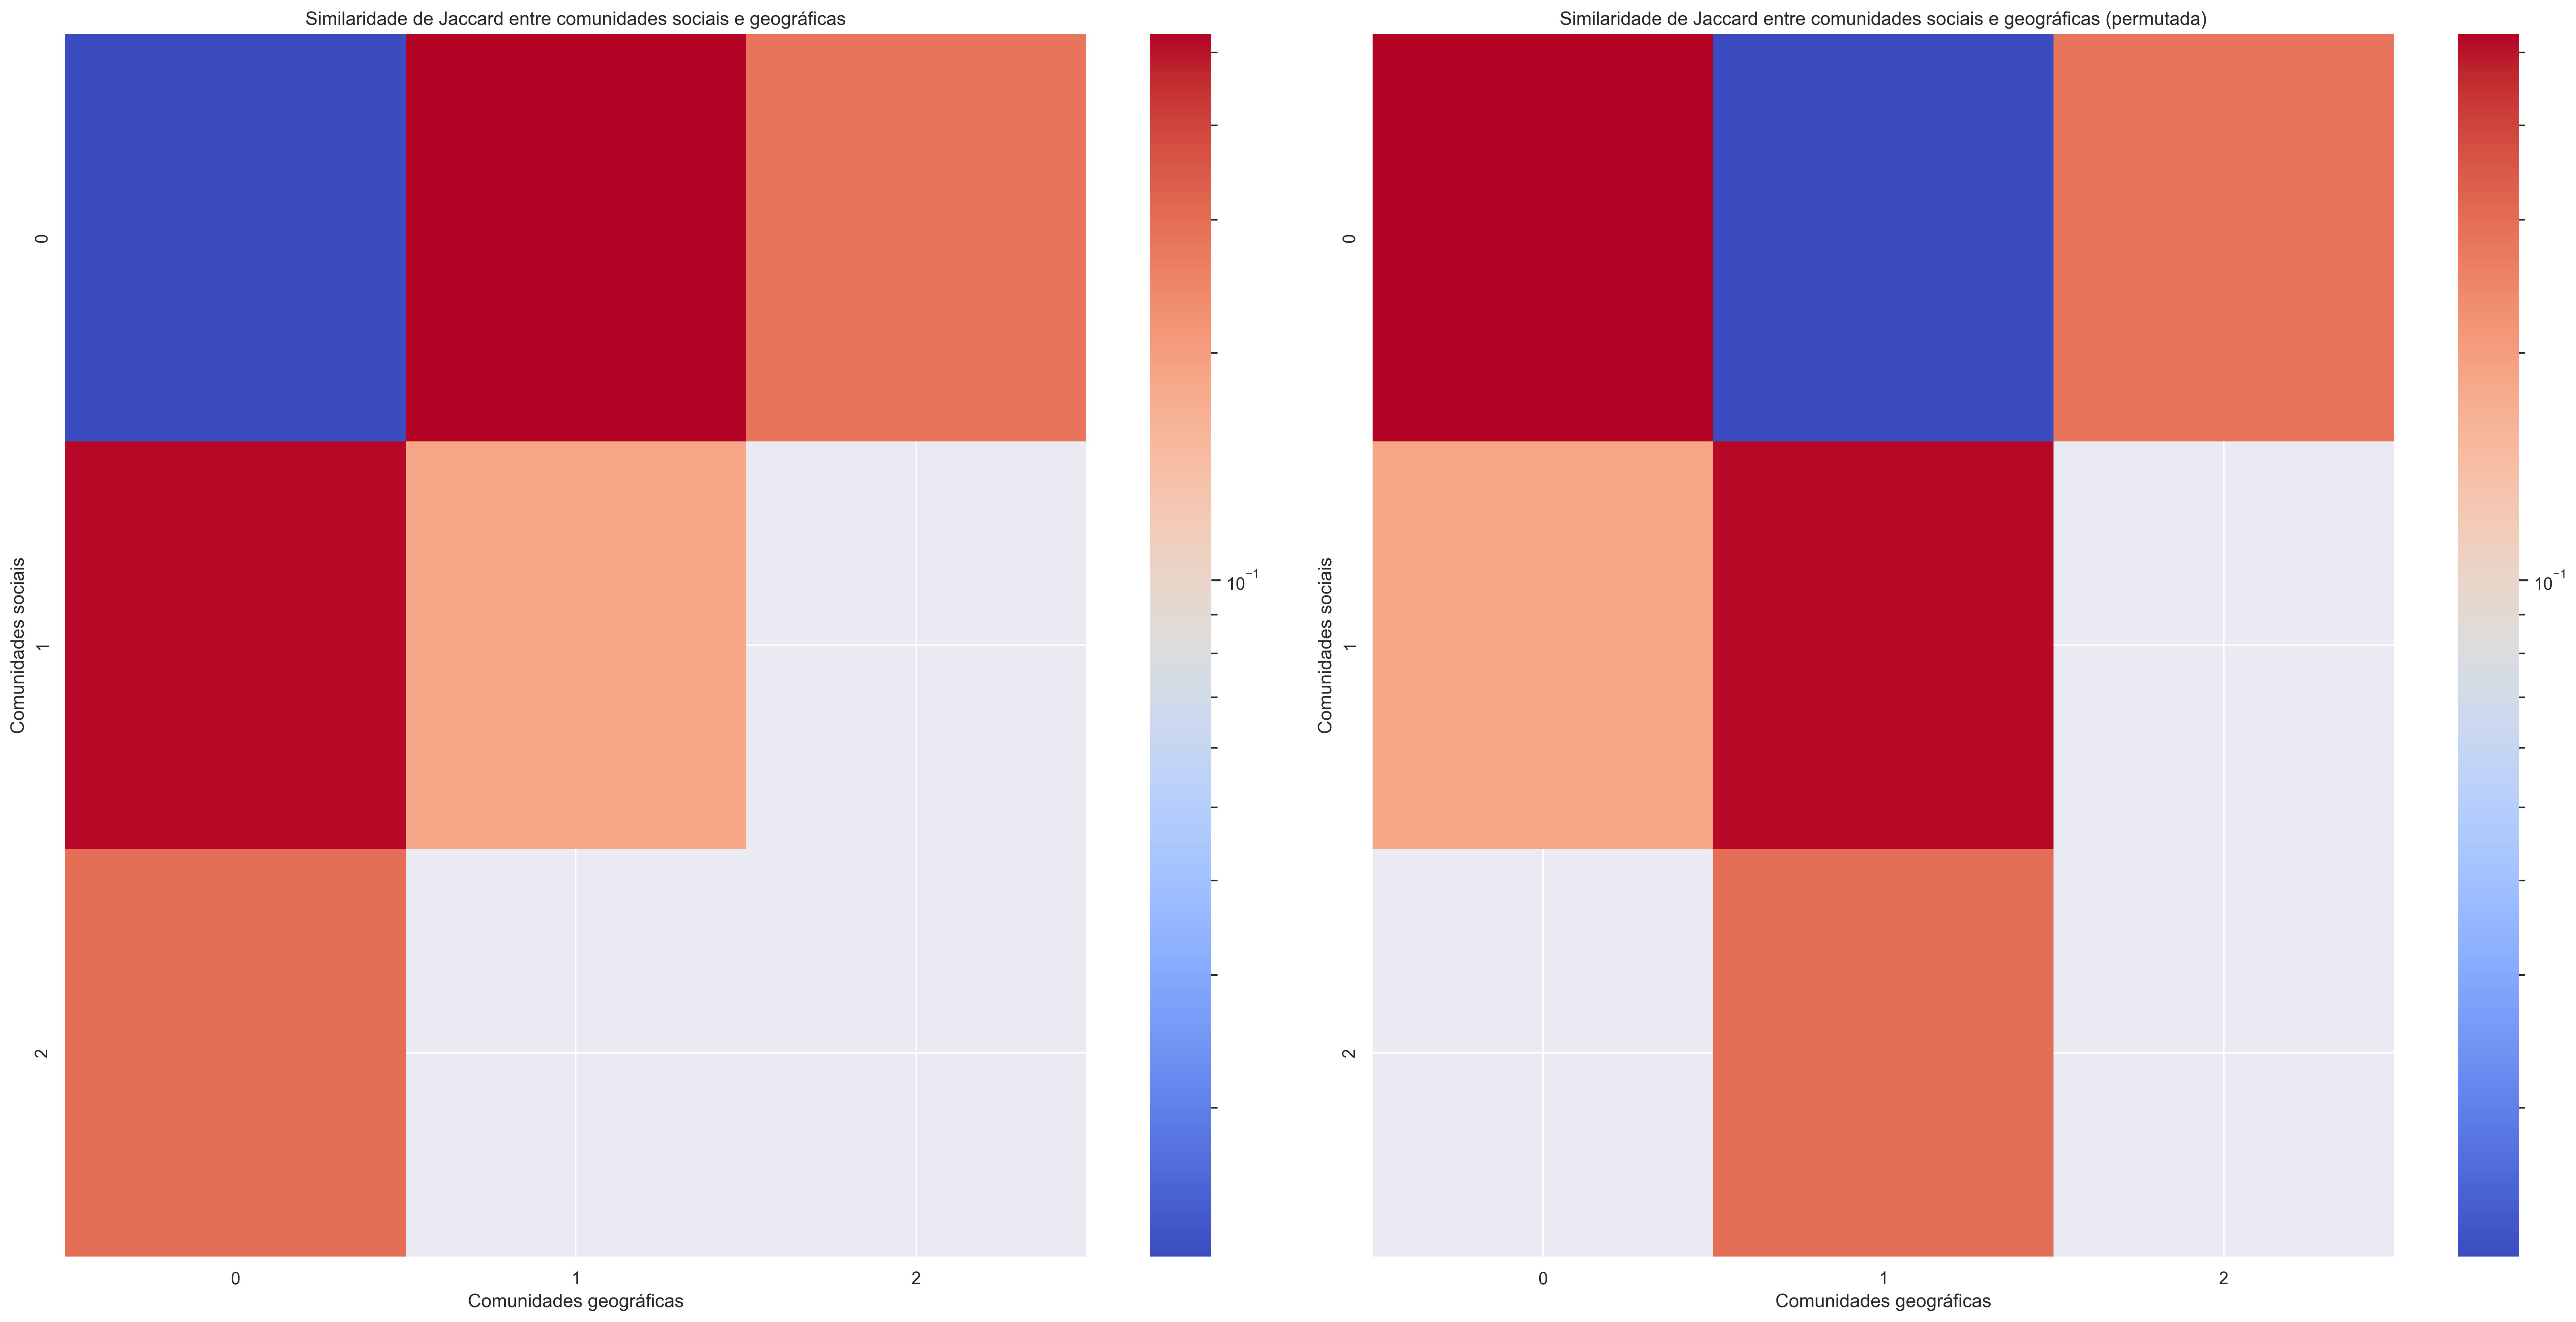 Similaridade de Jaccard entre comunidades sociais e geográficas
0
1
2
Comunidades sociais
0
1
2
Comunidades geográficas
10⁻¹
Similaridade de Jaccard entre comunidades sociais e geográficas (permutada)
0
1
2
Comunidades sociais
0
1
2
Comunidades geográficas
10⁻¹